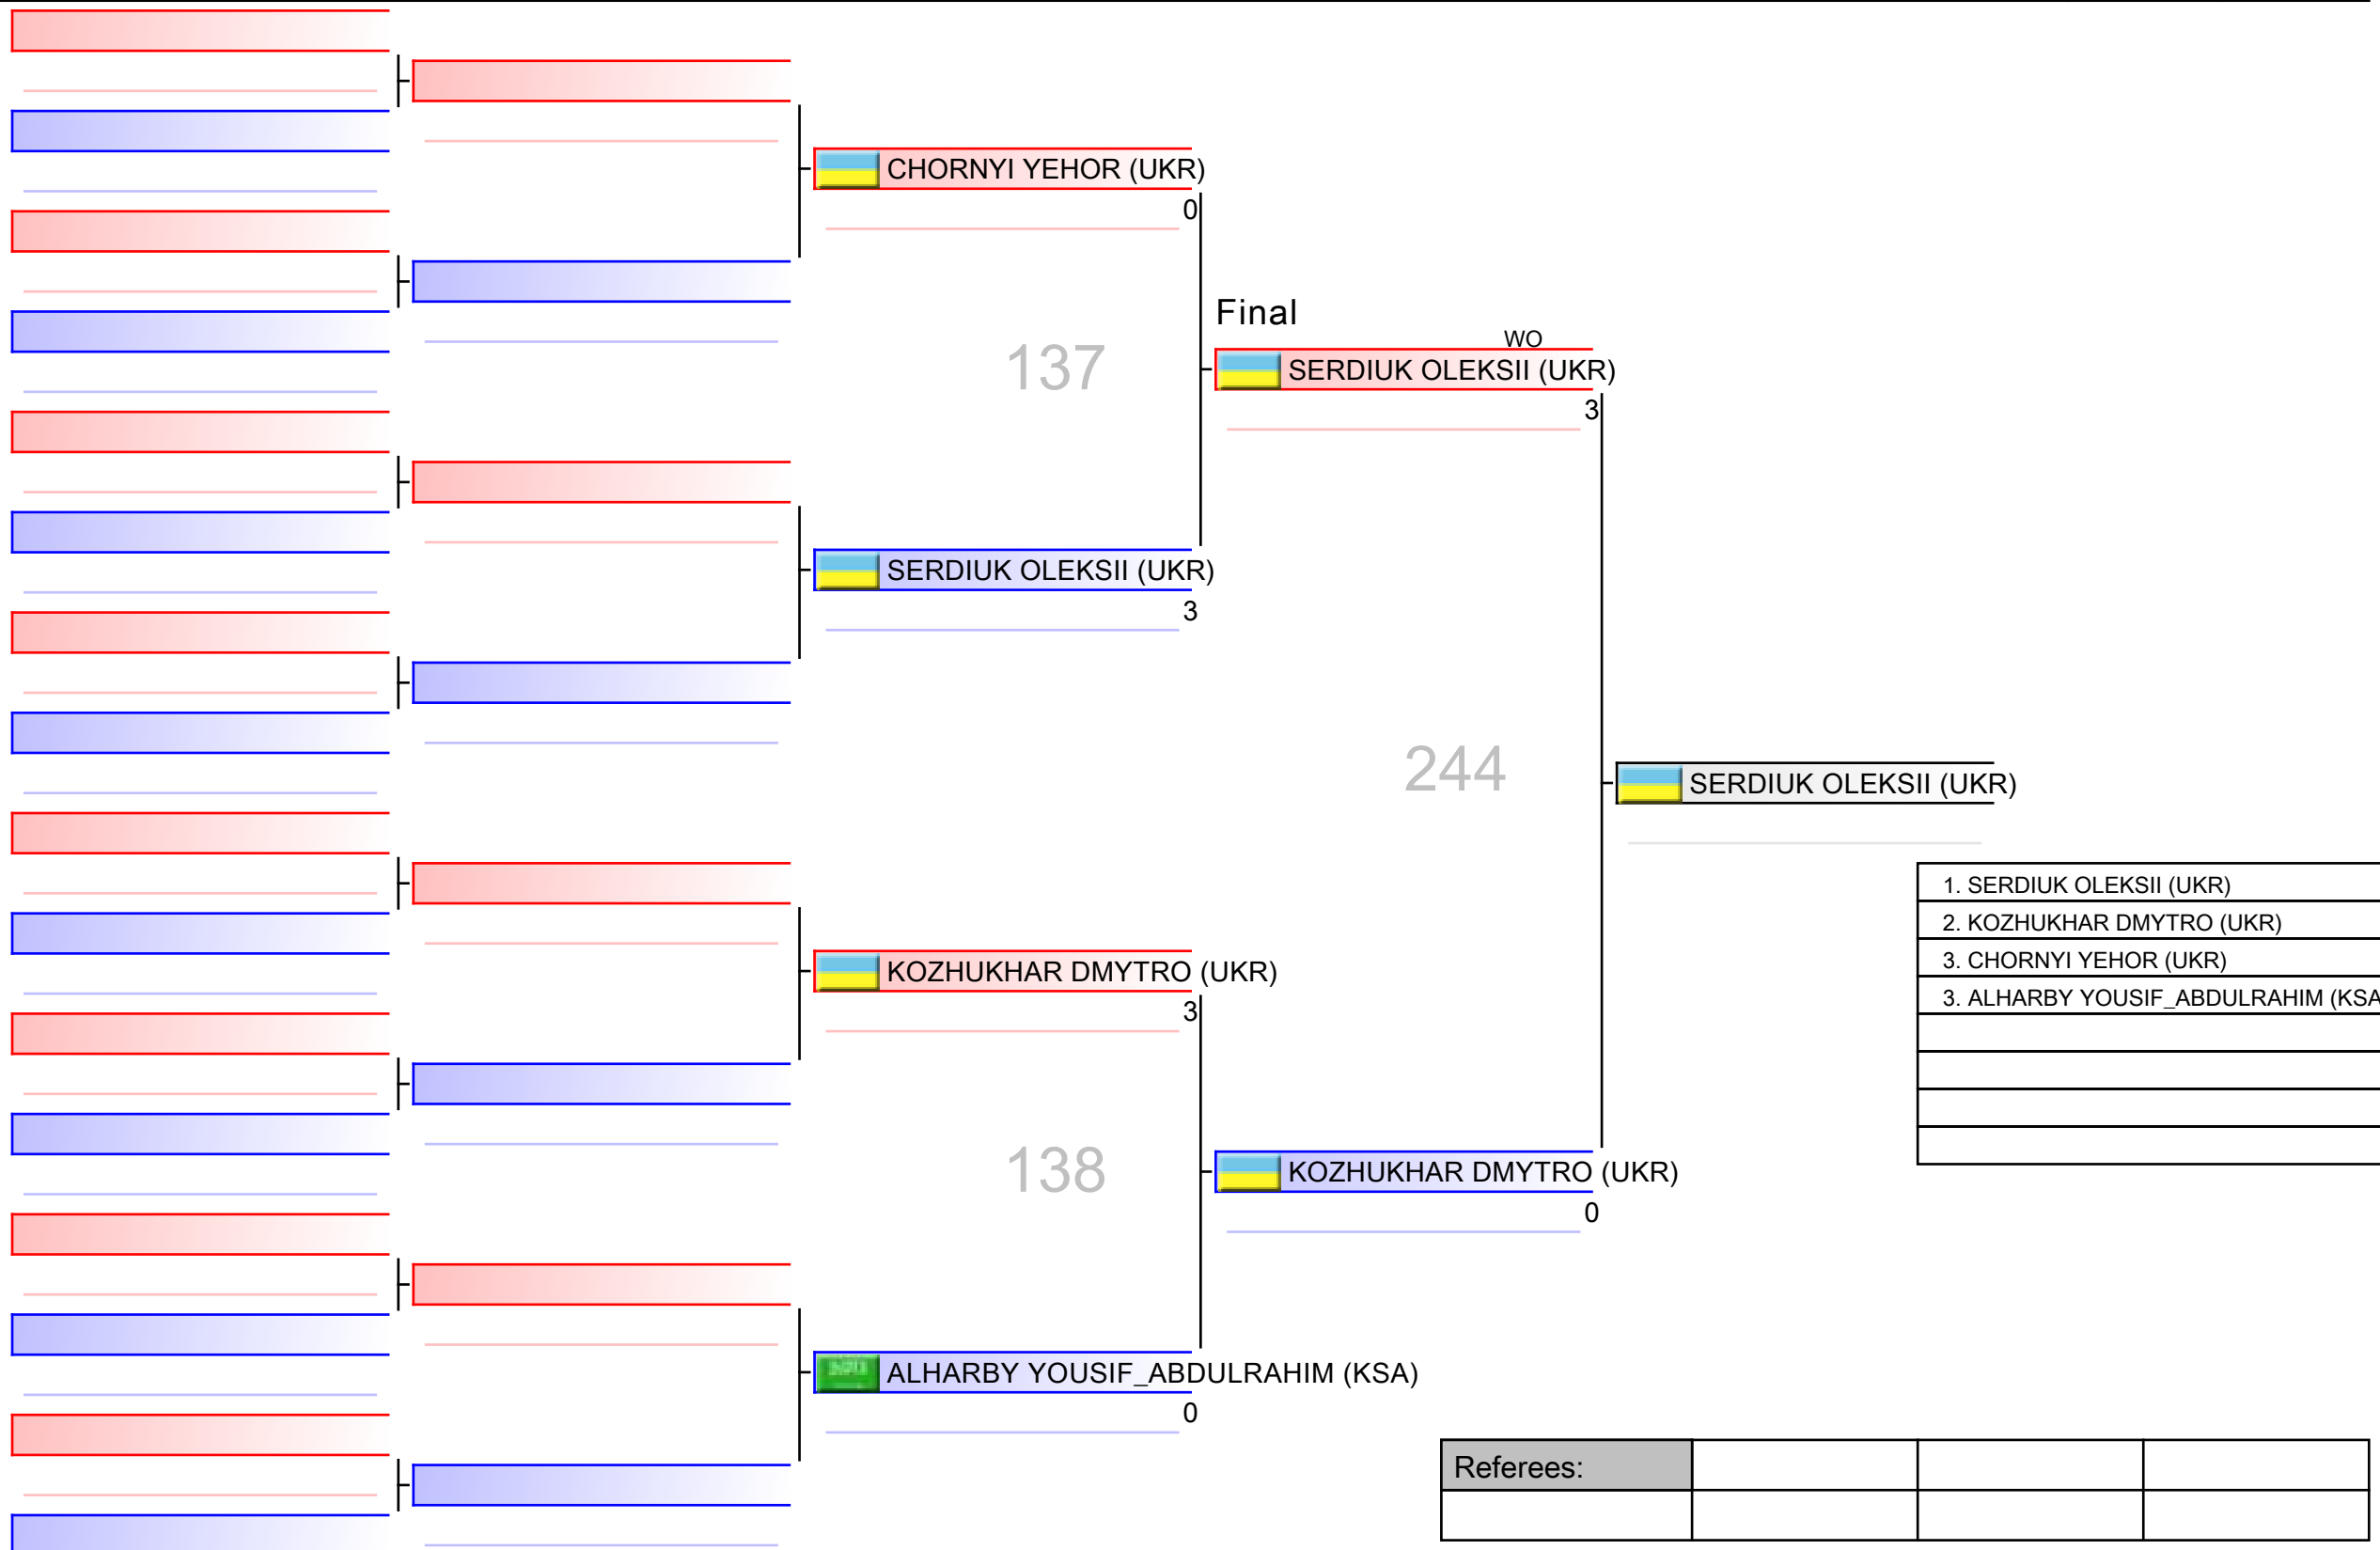 CHORNYI YEHOR (UKR)
0
137
SERDIUK OLEKSII (UKR)
3
Final
WO
SERDIUK OLEKSII (UKR)
3
244
SERDIUK OLEKSII (UKR)
KOZHUKHAR DMYTRO (UKR)
3
138
KOZHUKHAR DMYTRO (UKR)
0
ALHARBY YOUSIF_ABDULRAHIM (KSA)
0
1. SERDIUK OLEKSII (UKR)
2. KOZHUKHAR DMYTRO (UKR)
3. CHORNYI YEHOR (UKR)
3. ALHARBY YOUSIF_ABDULRAHIM (KSA
Referees: